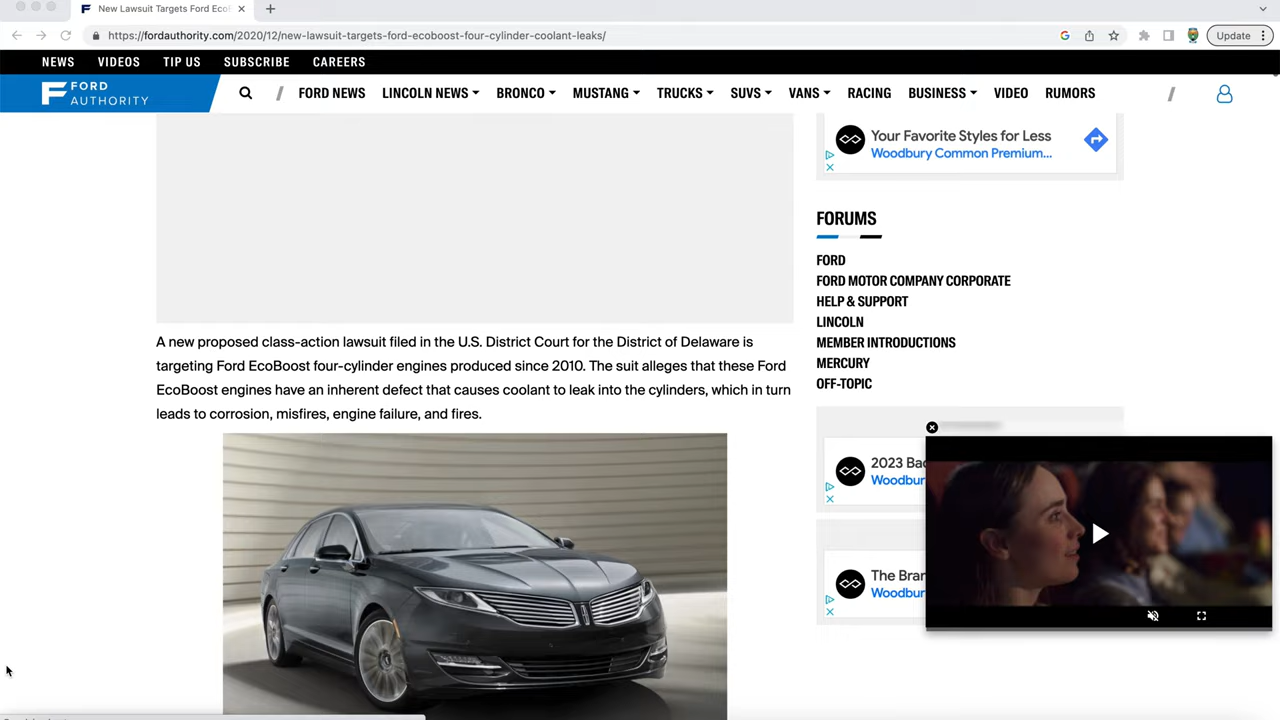 New Lawsuit Targets Ford EcoB
https://fordauthority.com/2020/12/new-lawsuit-targets-ford-ecoboost-four-cylinder-coolant-leaks/
Update
NEWS VIDEOS TIP US SUBSCRIBE CAREERS
FORD
AUTHORITY
FORD NEWS LINCOLN NEWS BRONCO MUSTANG TRUCKS SUVS VANS RACING BUSINESS VIDEO RUMORS
Your Favorite Styles for Less
Woodbury Common Premium...
FORUMS
FORD
FORD MOTOR COMPANY CORPORATE
HELP & SUPPORT
LINCOLN
MEMBER INTRODUCTIONS
MERCURY
OFF-TOPIC
A new proposed class-action lawsuit filed in the U.S. District Court for the District of Delaware is
targeting Ford EcoBoost four-cylinder engines produced since 2010. The suit alleges that these Ford
EcoBoost engines have an inherent defect that causes coolant to leak into the cylinders, which in turn
leads to corrosion, misfires, engine failure, and fires.
2023 Bac
Woodbur
The Bran
Woodbur